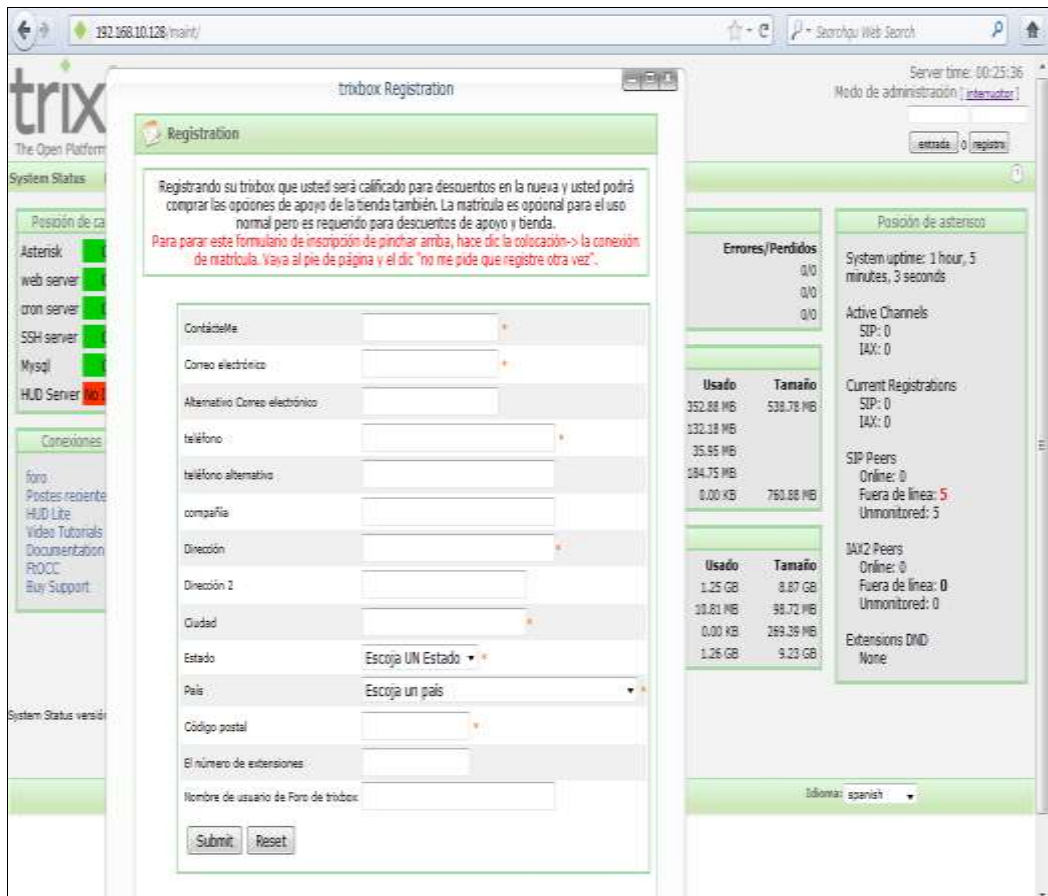 192.168.10.128/maint/
Searchqu Web Search
trix
The Open Platform
Server time: 00:25:36
Modo de administración [ interruptor ]
entrada 0 registro
System Status
trixbox Registration
Registration
Registrando su trixbox que usted será calificado para descuentos en la nueva y usted podrá
comprar las opciones de apoyo de la tienda también. La matrícula es opcional para el uso
normal pero es requerido para descuentos de apoyo y tienda.
Para parar este formulario de inscripción de pinchar arriba, hace clic la colocación-> la conexión
de matrícula. Vaya al pie de página y el clic "no me pide que registre otra vez".
ContácteMe *
Correo electrónico *
Alternativo Correo electrónico
teléfono *
teléfono alternativo
compañía
Dirección *
Dirección 2
Ciudad *
Estado Escoja UN Estado *
País Escoja un país *
Código postal *
El número de extensiones
Nombre de usuario de Foro de trixbox
Submit Reset
Posición de ca
Asterisk
web server
cron server
SSH server
Mysql
HUD Server No
Conexiones
foro
Postes reciente
HUD Lite
Video Tutorials
Documentation
FtOCC
Buy Support
System Status versió
Errores/Perdidos
0/0
0/0
0/0
Usado Tamaño
352.88 MB 538.78 MB
132.18 MB
35.95 MB
184.75 MB
0.00 KB 760.88 MB
Usado Tamaño
1.25 GB 8.87 GB
10.81 MB 98.72 MB
0.00 KB 269.39 MB
1.26 GB 9.23 GB
Posición de asterisco
System uptime: 1 hour, 5
minutes, 3 seconds
Active Channels
SIP: 0
IAX: 0
Current Registrations
SIP: 0
IAX: 0
SIP Peers
Online: 0
Fuera de línea: 5
Unmonitored: 5
IAX2 Peers
Online: 0
Fuera de línea: 0
Unmonitored: 0
Extensions DND
None
Idioma: spanish